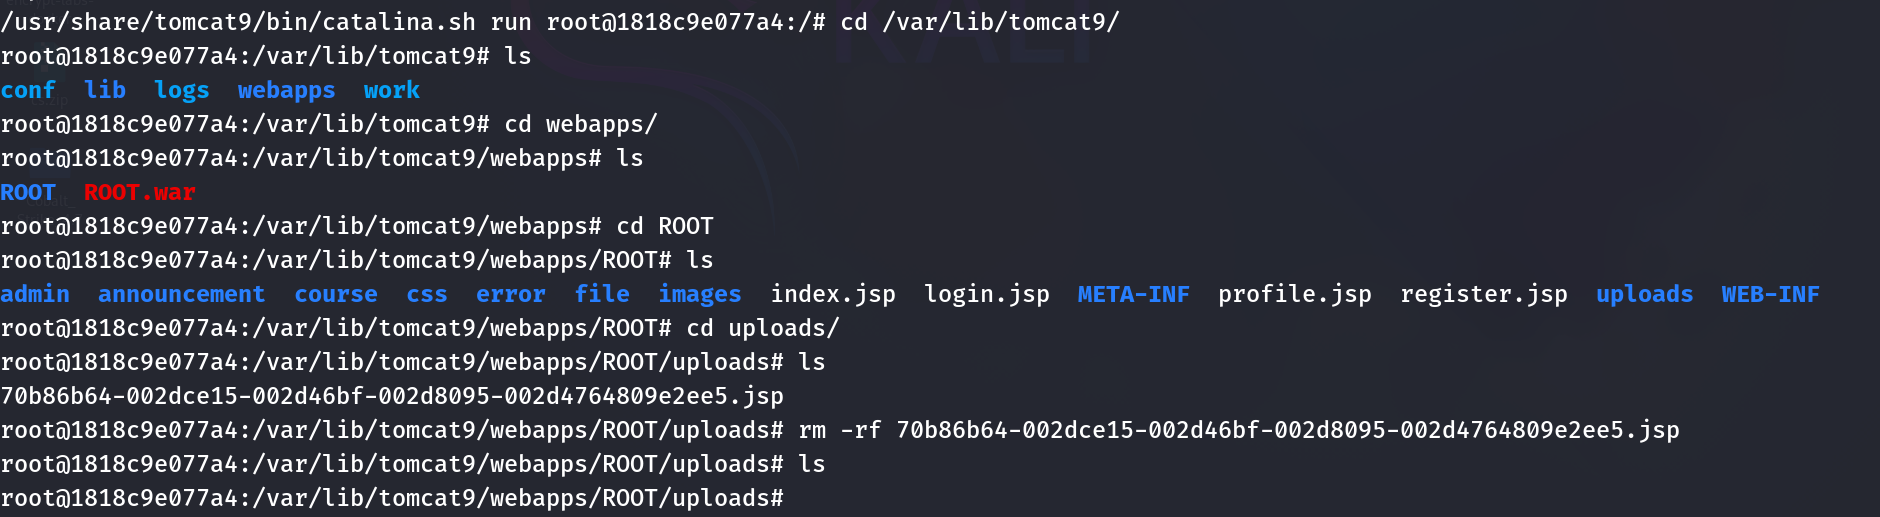 /usr/share/tomcat9/bin/catalina.sh run root@1818c9e077a4:/# cd /var/lib/tomcat9/
root@1818c9e077a4:/var/lib/tomcat9# ls
conf  lib  logs  webapps  work
root@1818c9e077a4:/var/lib/tomcat9# cd webapps/
root@1818c9e077a4:/var/lib/tomcat9/webapps# ls
ROOT  ROOT.war
root@1818c9e077a4:/var/lib/tomcat9/webapps# cd ROOT
root@1818c9e077a4:/var/lib/tomcat9/webapps/ROOT# ls
admin  announcement  course  css  error  file  images  index.jsp  login.jsp  META-INF  profile.jsp  register.jsp  uploads  WEB-INF
root@1818c9e077a4:/var/lib/tomcat9/webapps/ROOT# cd uploads/
root@1818c9e077a4:/var/lib/tomcat9/webapps/ROOT/uploads# ls
70b86b64-002dce15-002d46bf-002d8095-002d4764809e2ee5.jsp
root@1818c9e077a4:/var/lib/tomcat9/webapps/ROOT/uploads# rm -rf 70b86b64-002dce15-002d46bf-002d8095-002d4764809e2ee5.jsp
root@1818c9e077a4:/var/lib/tomcat9/webapps/ROOT/uploads# ls
root@1818c9e077a4:/var/lib/tomcat9/webapps/ROOT/uploads#